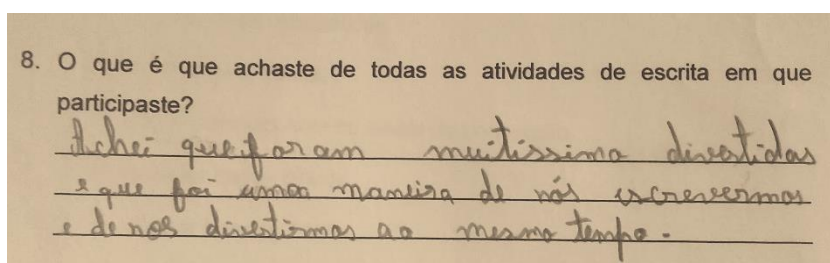 8. O que é que achaste de todas as atividades de escrita em que
participaste?
Achei que foram muitíssimo divertidas
e que foi uma maneira de nós escrevermos
e de nos divertirmos ao mesmo tempo.